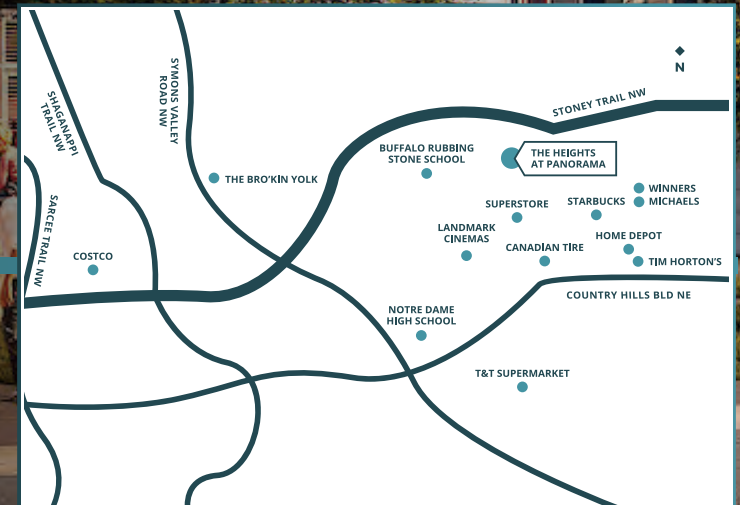 N
STONEY TRAIL NW
SYMONS VALLEY
ROAD NW
SHAGANAPPI
TRAIL NW
BUFFALO RUBBING
STONE SCHOOL
THE HEIGHTS
AT PANORAMA
THE BRO'KIN YOLK
WINNERS
MICHAELS
SARCEE TRAIL NW
SUPERSTORE
STARBUCKS
LANDMARK
CINEMAS
HOME DEPOT
CANADIAN TIRE
COSTCO
TIM HORTON'S
COUNTRY HILLS BLD NE
NOTRE DAME
HIGH SCHOOL
T&T SUPERMARKET